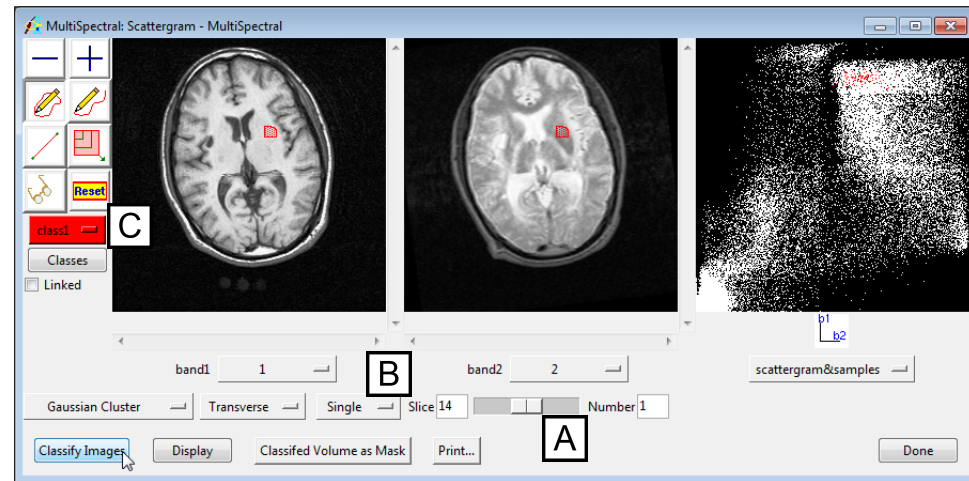 MultiSpectral: Scattergram - MultiSpectral
Reset
class1
C
Classes
Linked
b1
b2
band1 1 B band2 2 scattergram&samples
Gaussian Cluster Transverse Single Slice 14 Number 1
A
Classify Images Display Classifed Volume as Mask Print... Done